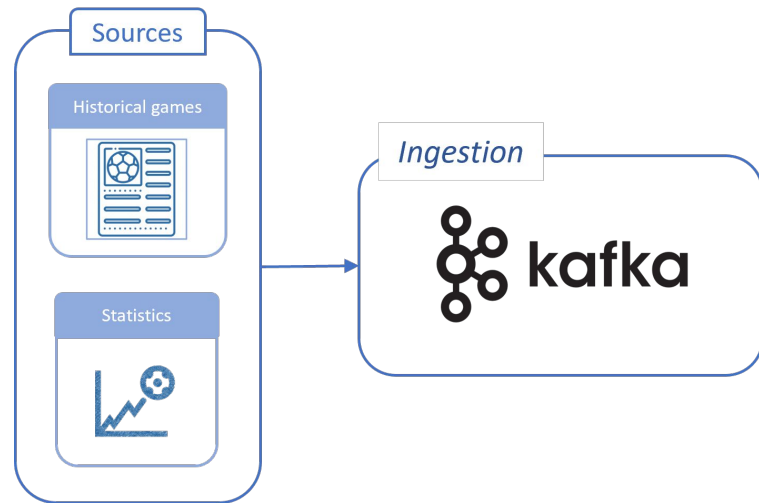 Sources
Historical games
Statistics
Ingestion
kafka